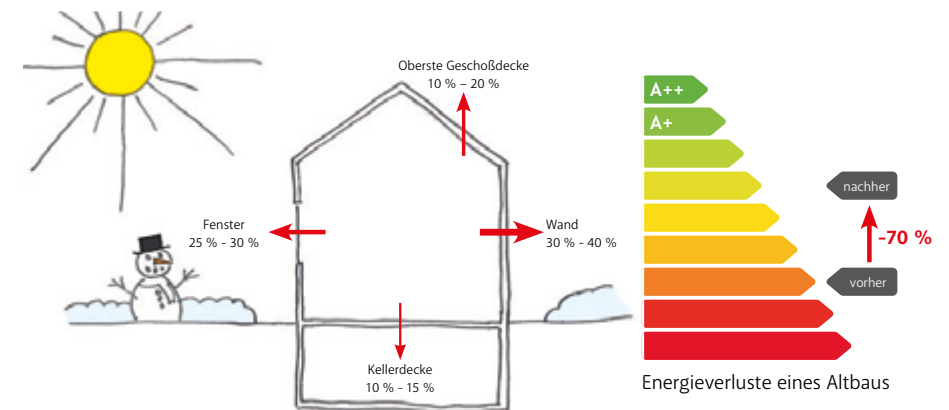 Oberste Geschoßdecke
10 % – 20 %
Fenster
25 % - 30 %
Wand
30 % - 40 %
Kellerdecke
10 % - 15 %
A++
A+
nachher
-70 %
vorher
Energieverluste eines Altbaus